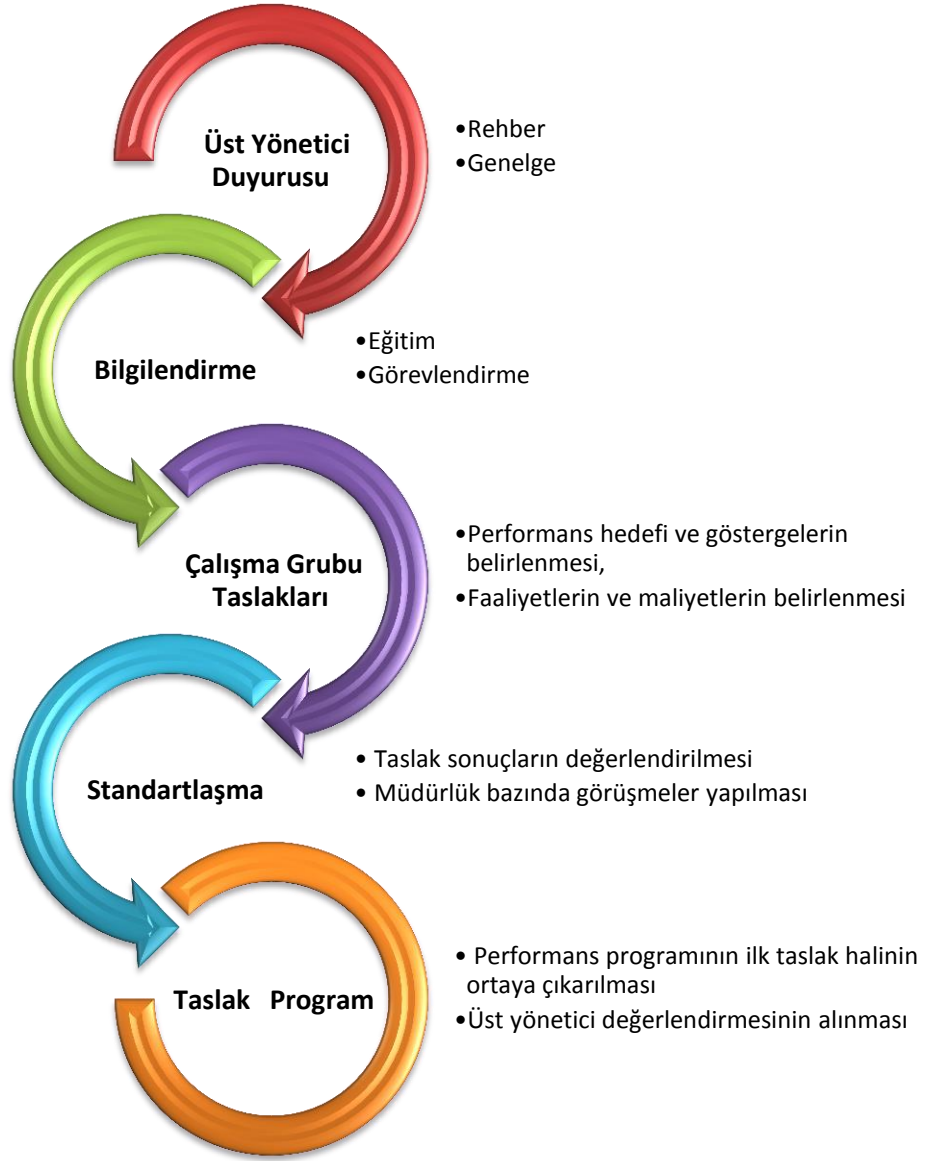 Üst Yönetici
Duyurusu
•Rehber
•Genelge
Bilgilendirme
•Eğitim
•Görevlendirme
Çalışma Grubu
Taslakları
•Performans hedefi ve göstergelerin
belirlenmesi,
•Faaliyetlerin ve maliyetlerin belirlenmesi
Standartlaşma
• Taslak sonuçların değerlendirilmesi
• Müdürlük bazında görüşmeler yapılması
Taslak Program
• Performans programının ilk taslak halinin
ortaya çıkarılması
•Üst yönetici değerlendirmesinin alınması